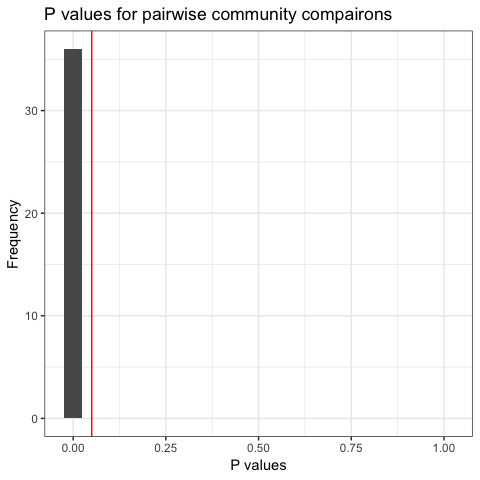 P values for pairwise community compairons
Frequency
30
20
10
0
0.00 0.25 0.50 0.75 1.00
P values